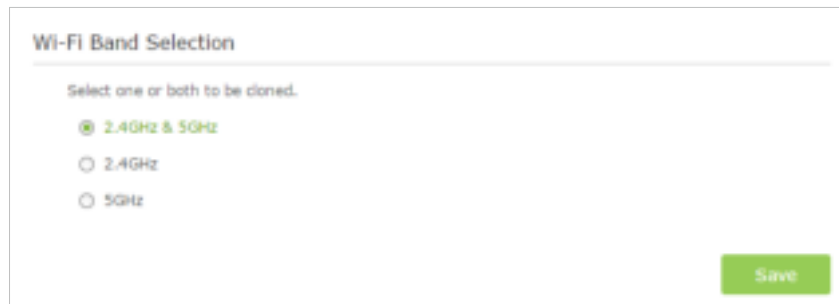 Wi-Fi Band Selection
Select one or both to be cloned.
2.4GHz & 5GHz
2.4GHz
5GHz
Save